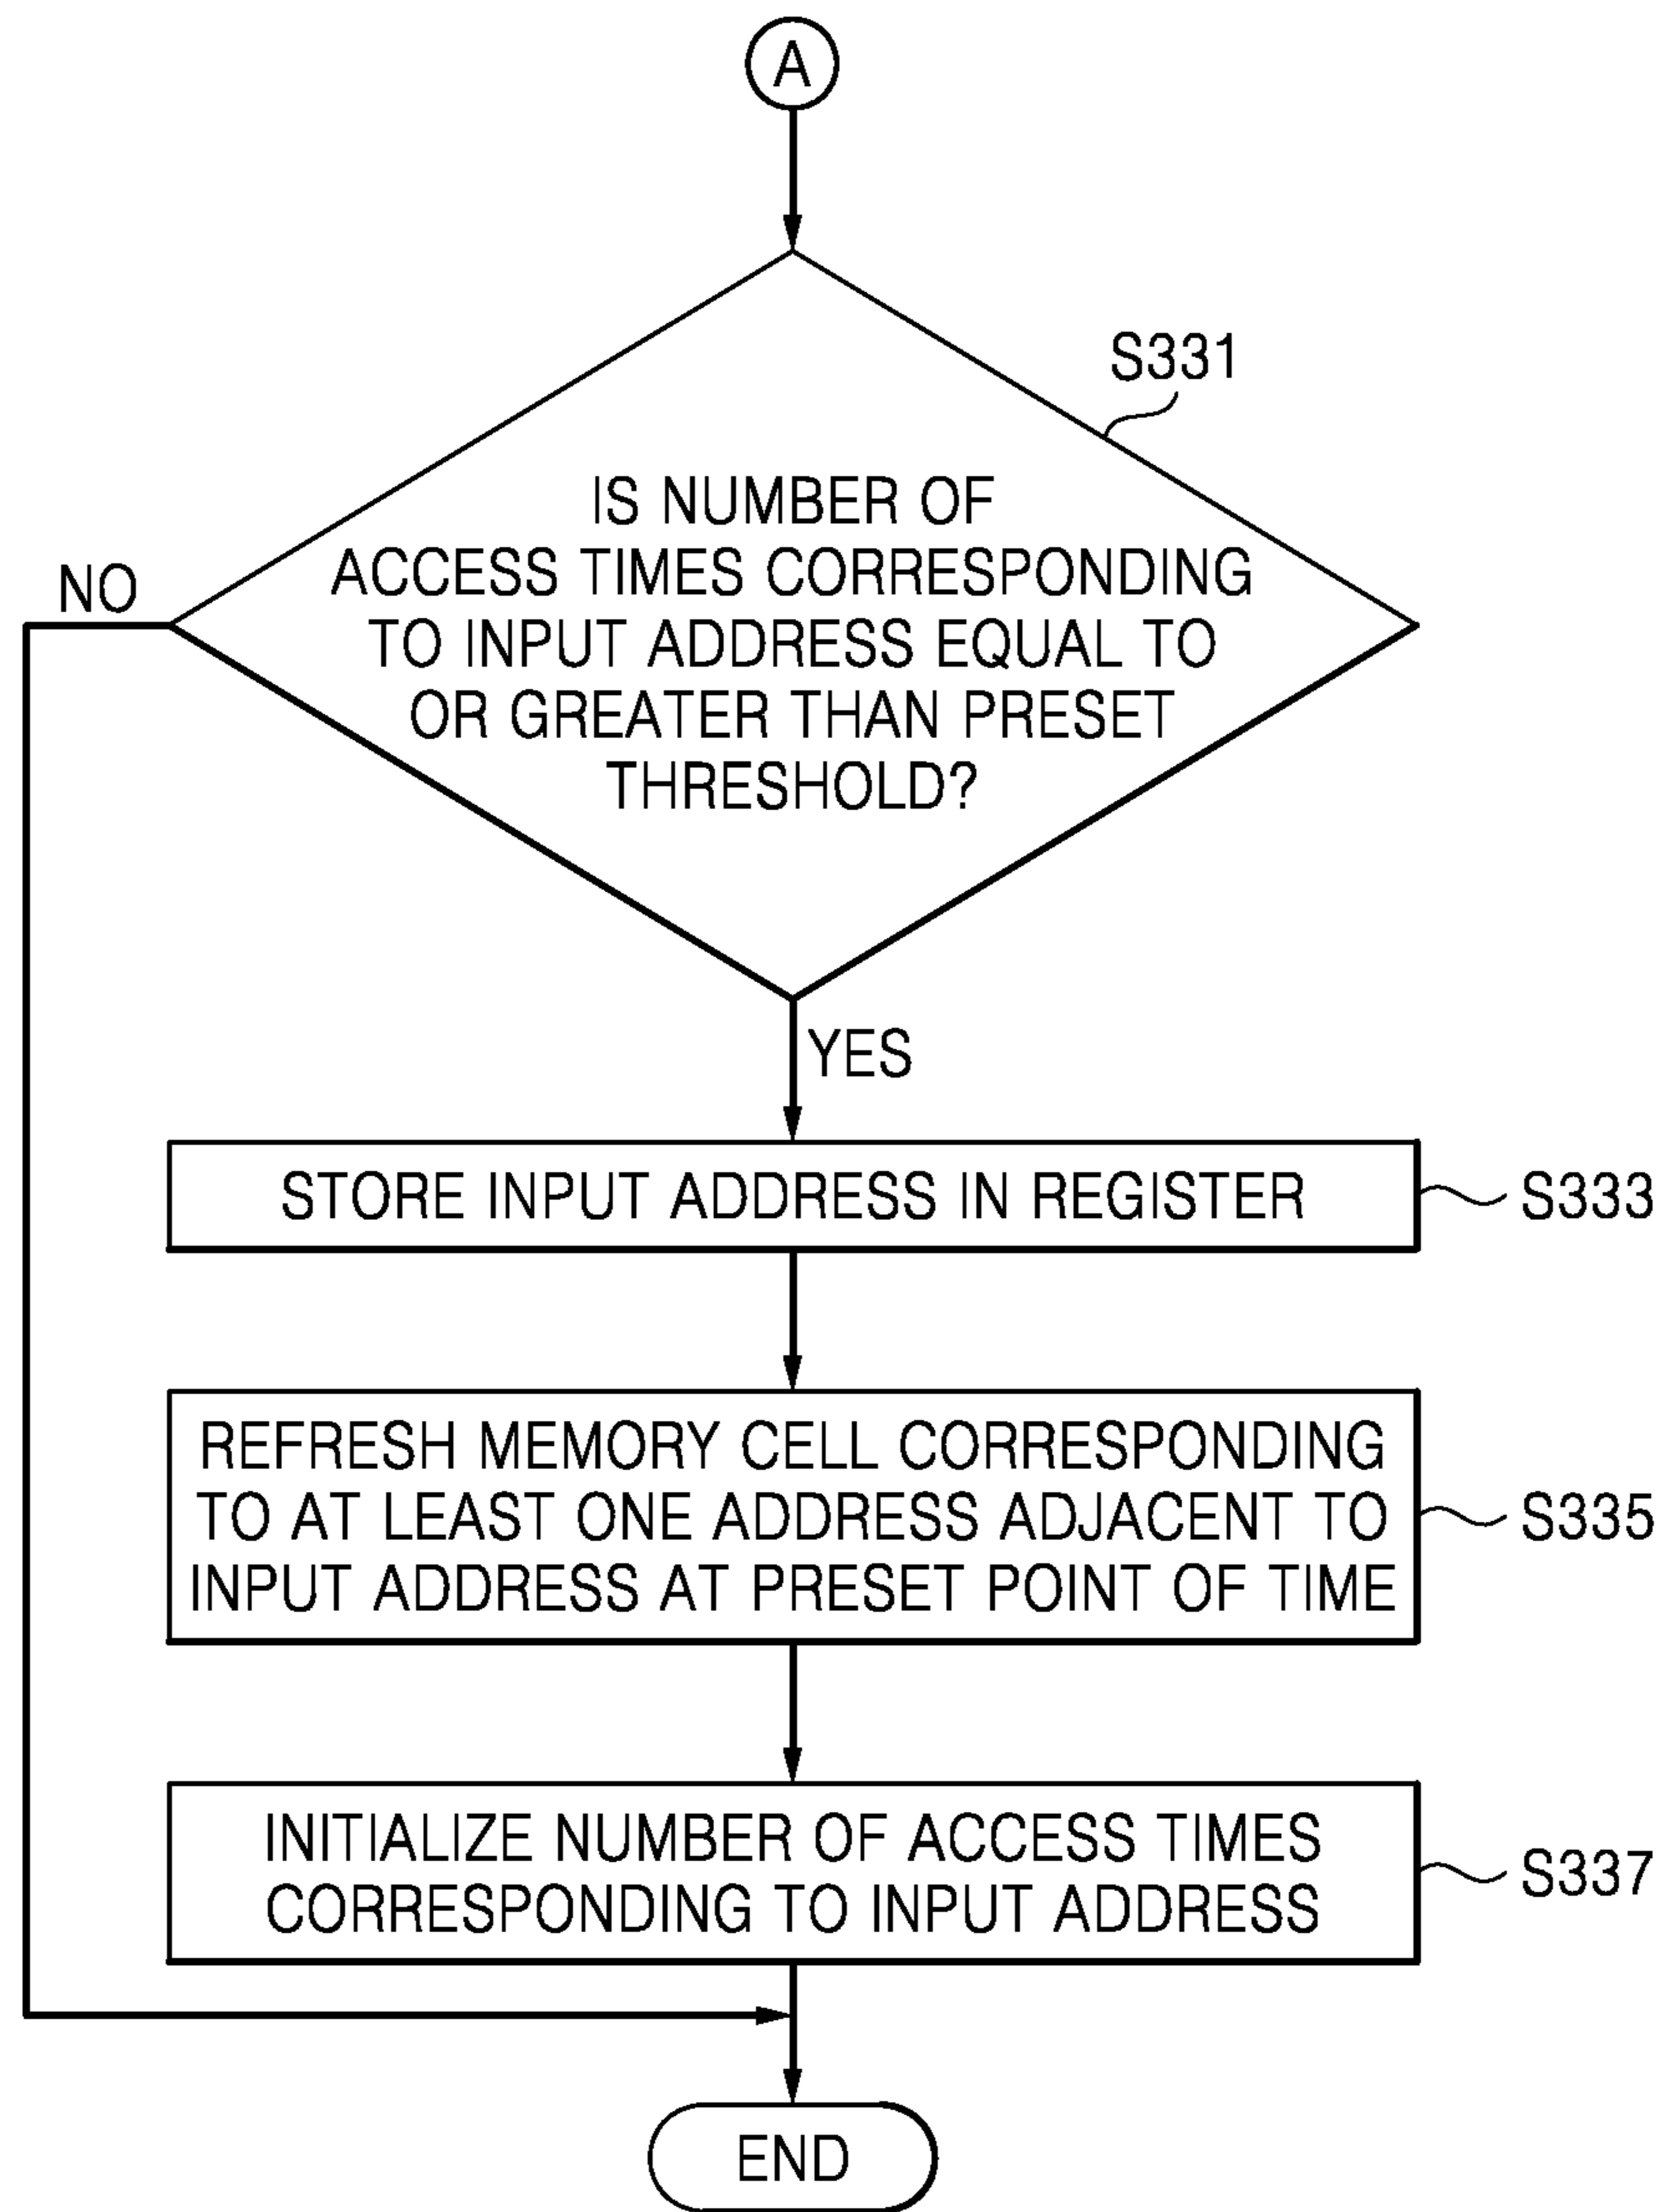 A
S331
IS NUMBER OF
ACCESS TIMES CORRESPONDING
TO INPUT ADDRESS EQUAL TO
OR GREATER THAN PRESET
THRESHOLD?
NO
YES
STORE INPUT ADDRESS IN REGISTER
S333
REFRESH MEMORY CELL CORRESPONDING
TO AT LEAST ONE ADDRESS ADJACENT TO
INPUT ADDRESS AT PRESET POINT OF TIME
S335
INITIALIZE NUMBER OF ACCESS TIMES
CORRESPONDING TO INPUT ADDRESS
S337
END